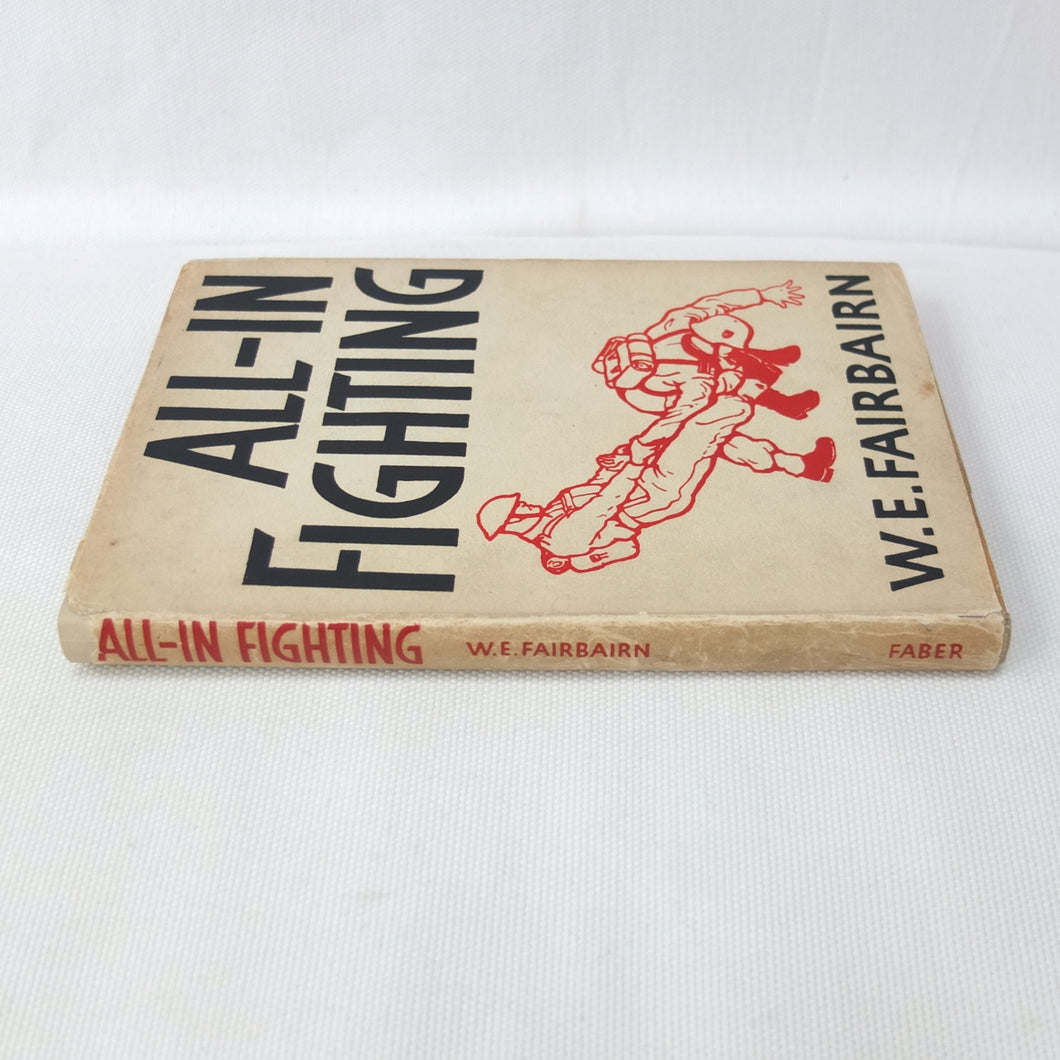 ALL-IN
FIGHTING
W.E. FAIRBAIRN
ALL-IN FIGHTING W.E. FAIRBAIRN FABER